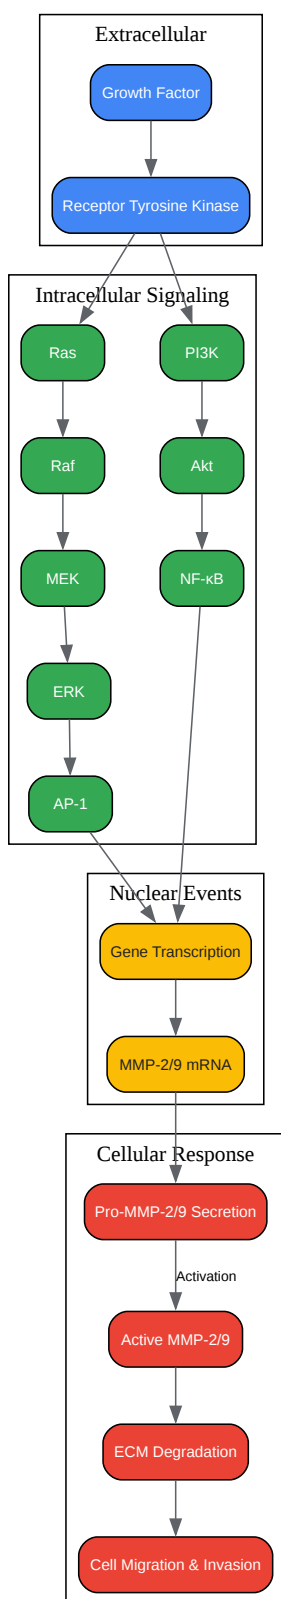 Extracellular
Growth Factor
Receptor Tyrosine Kinase
Intracellular Signaling
Ras
PI3K
Raf
Akt
MEK
NF-κB
ERK
AP-1
Nuclear Events
Gene Transcription
MMP-2/9 mRNA
Cellular Response
Pro-MMP-2/9 Secretion
Activation
Active MMP-2/9
ECM Degradation
Cell Migration & Invasion